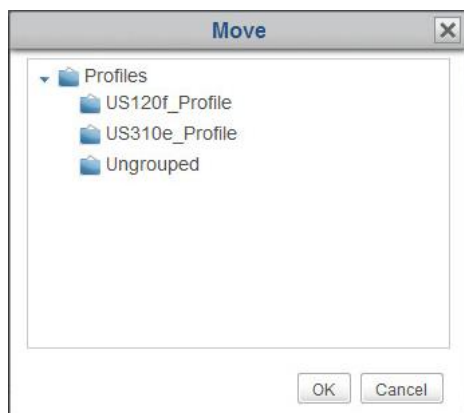 Move
Profiles
US120f_Profile
US310e_Profile
Ungrouped
OK Cancel